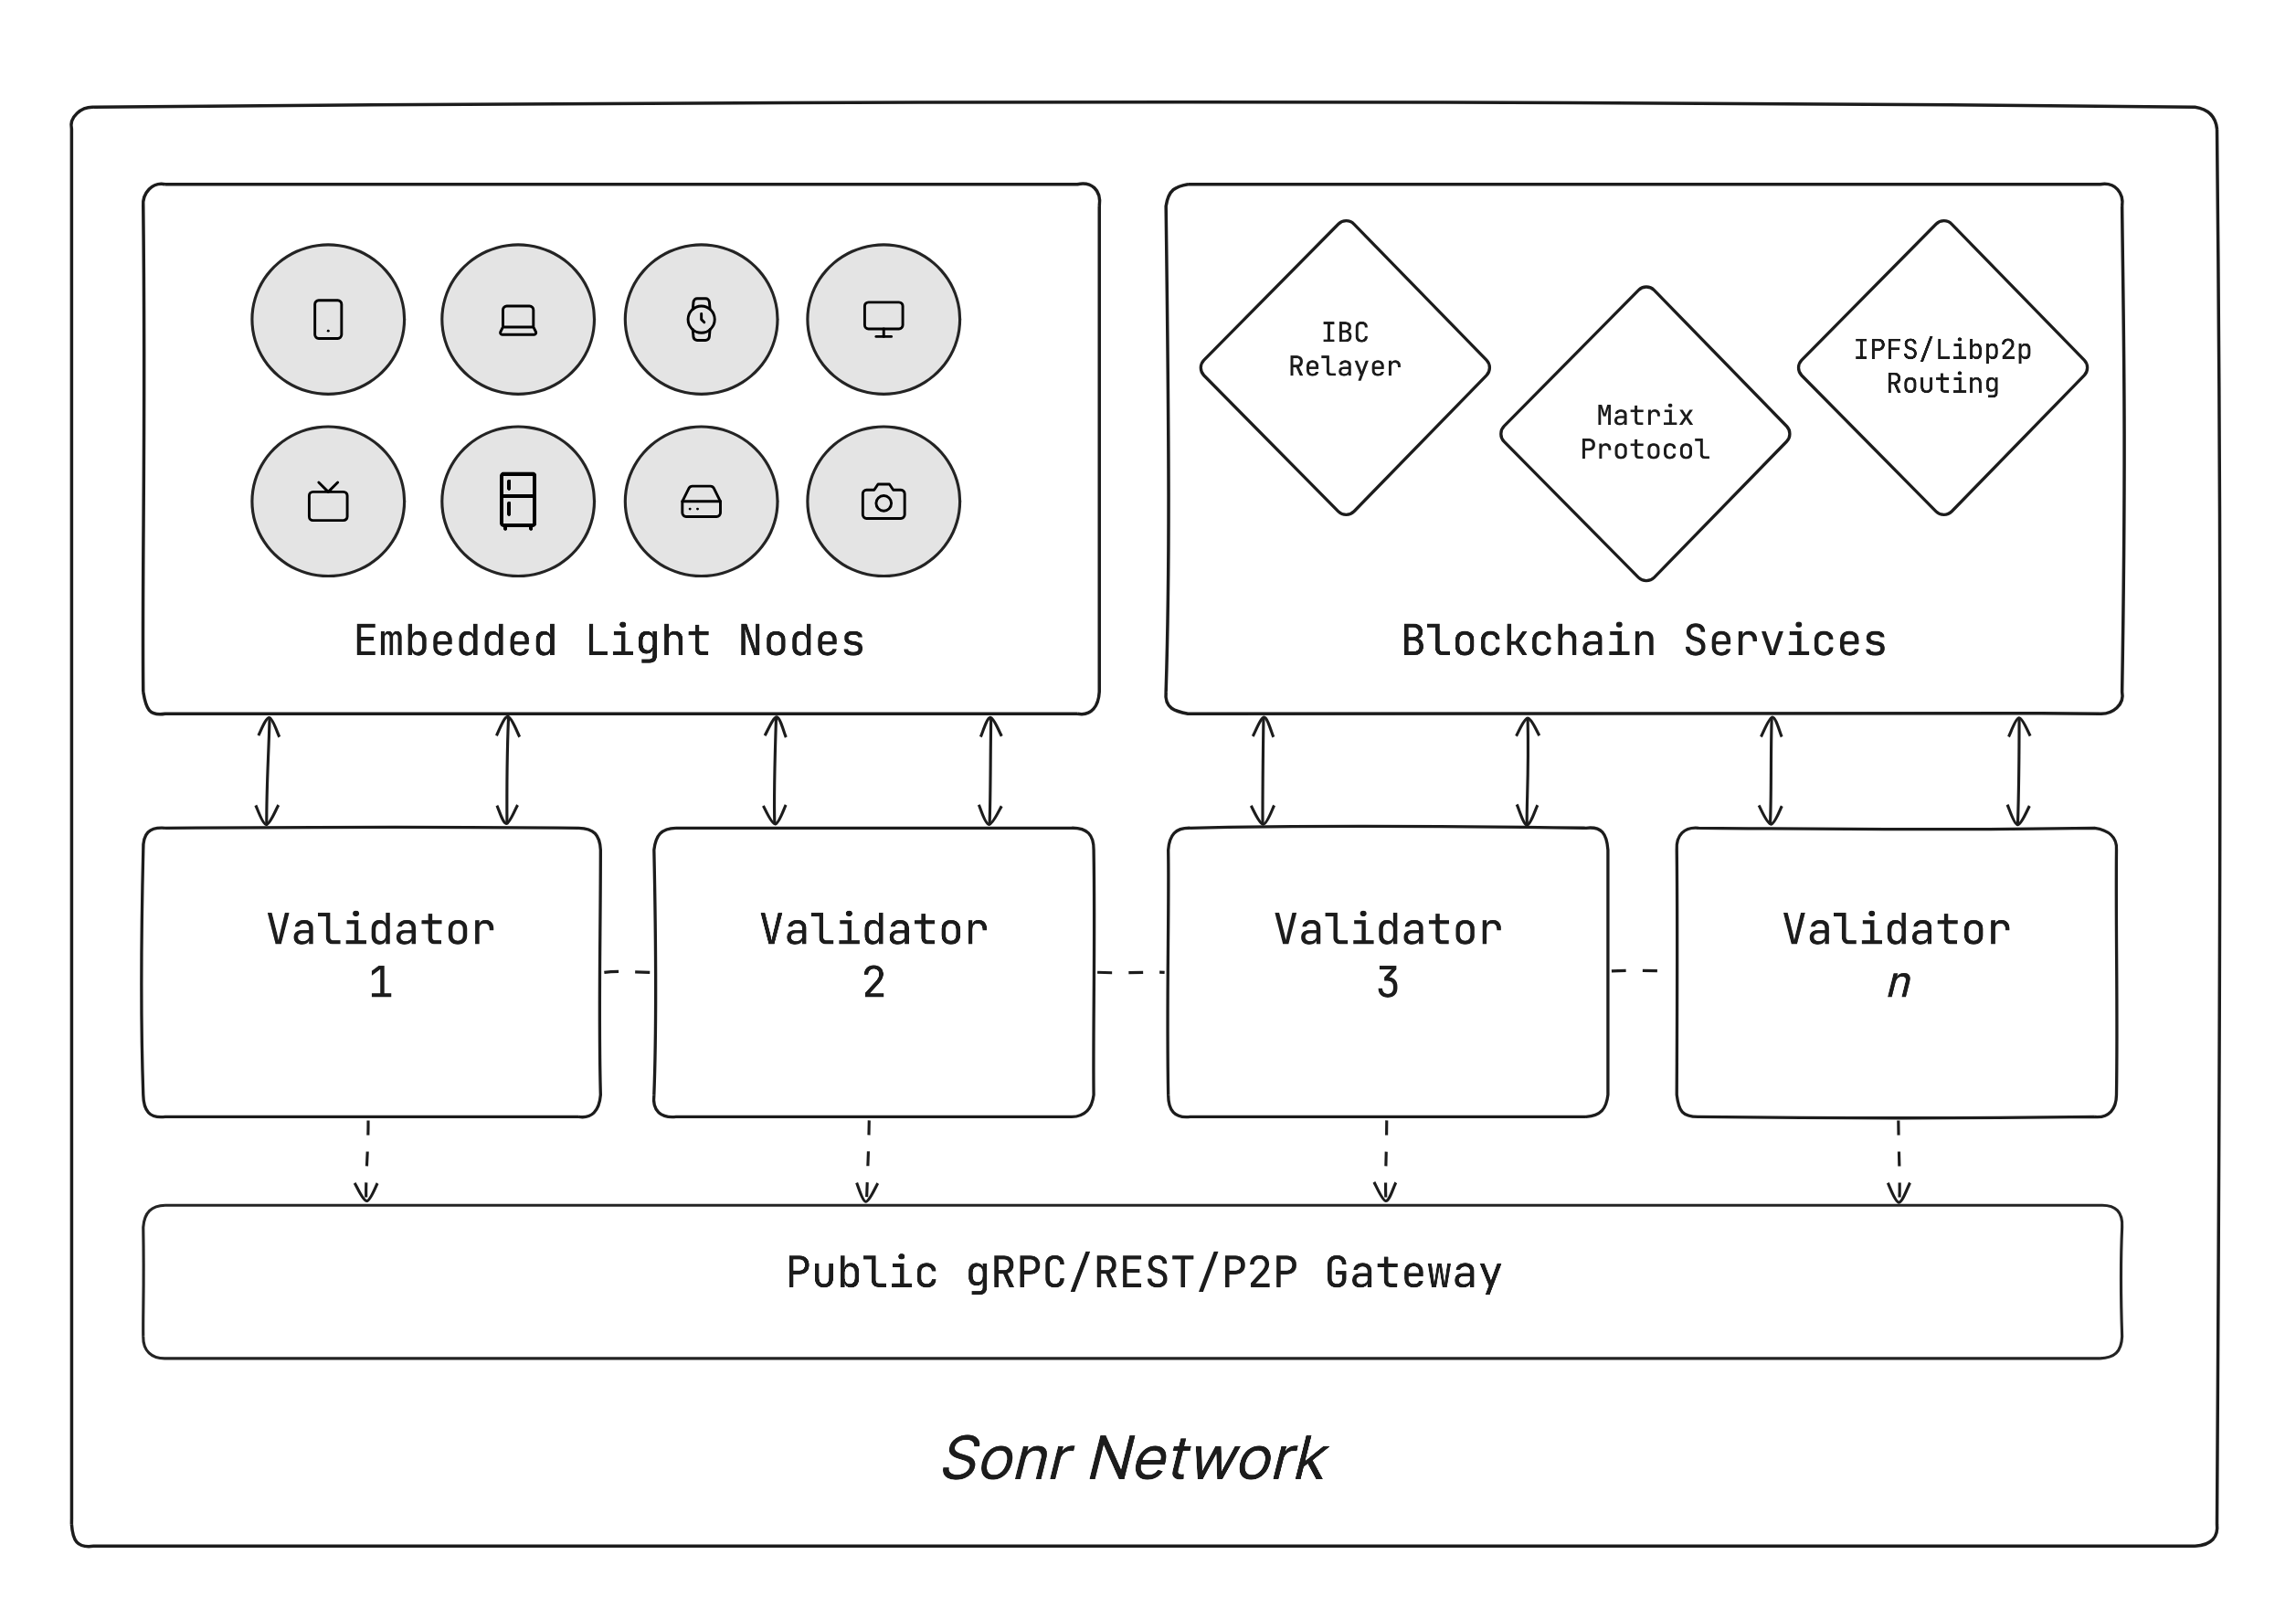 IBC
Relayer
Matrix
Protocol
IPFS/Libp2p
Routing
Embedded Light Nodes
Blockchain Services
Validator
1
Validator
2
Validator
3
Validator
n
Public gRPC/REST/P2P Gateway
Sonr Network